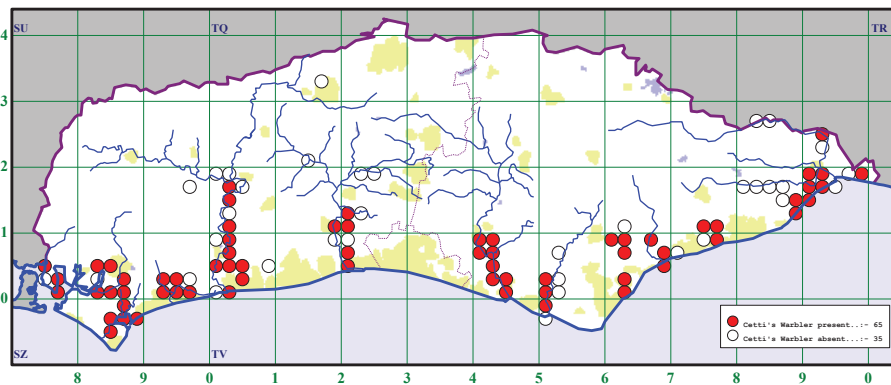 SU TQ TR
4
3
2
1
0
Cetti's Warbler present..:- 65
Cetti's Warbler absent...:- 35
SZ TV
8 9 0 1 2 3 4 5 6 7 8 9 0